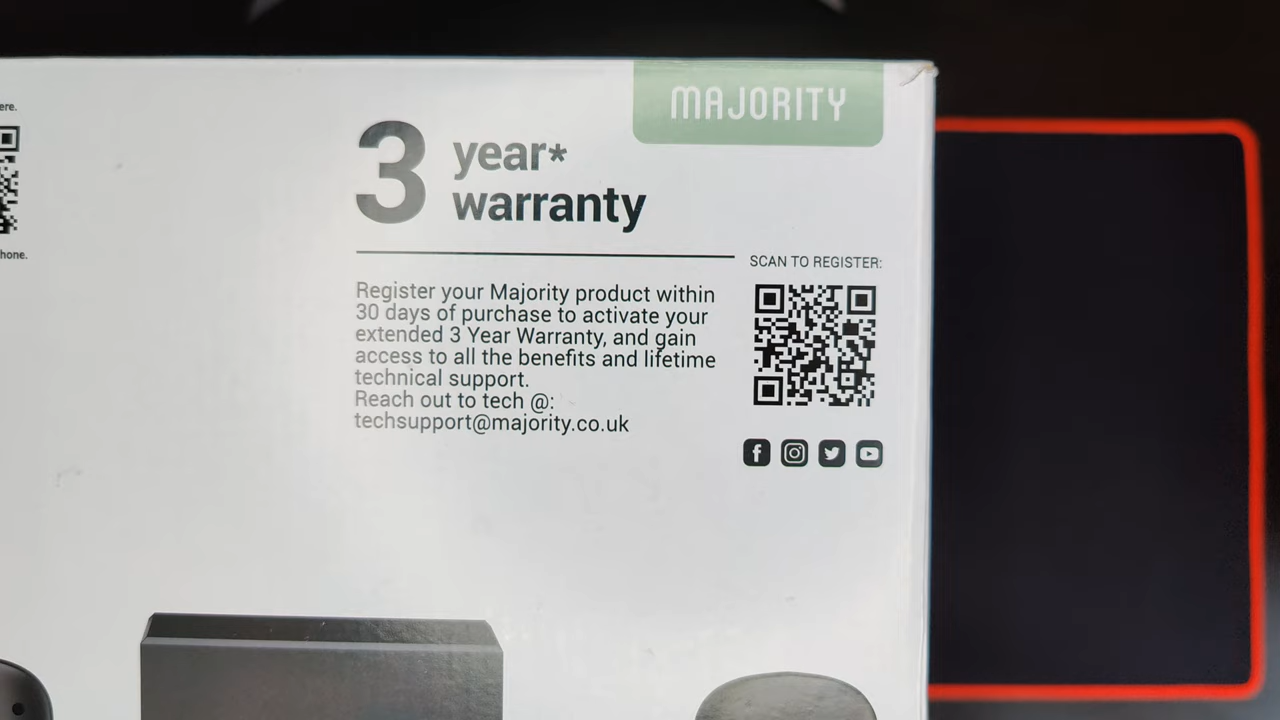 MAJORITY
ere.
hone.
3 year*
warranty
SCAN TO REGISTER:
Register your Majority product within
30 days of purchase to activate your
extended 3 Year Warranty, and gain
access to all the benefits and lifetime
technical support.
Reach out to tech @:
techsupport@majority.co.uk